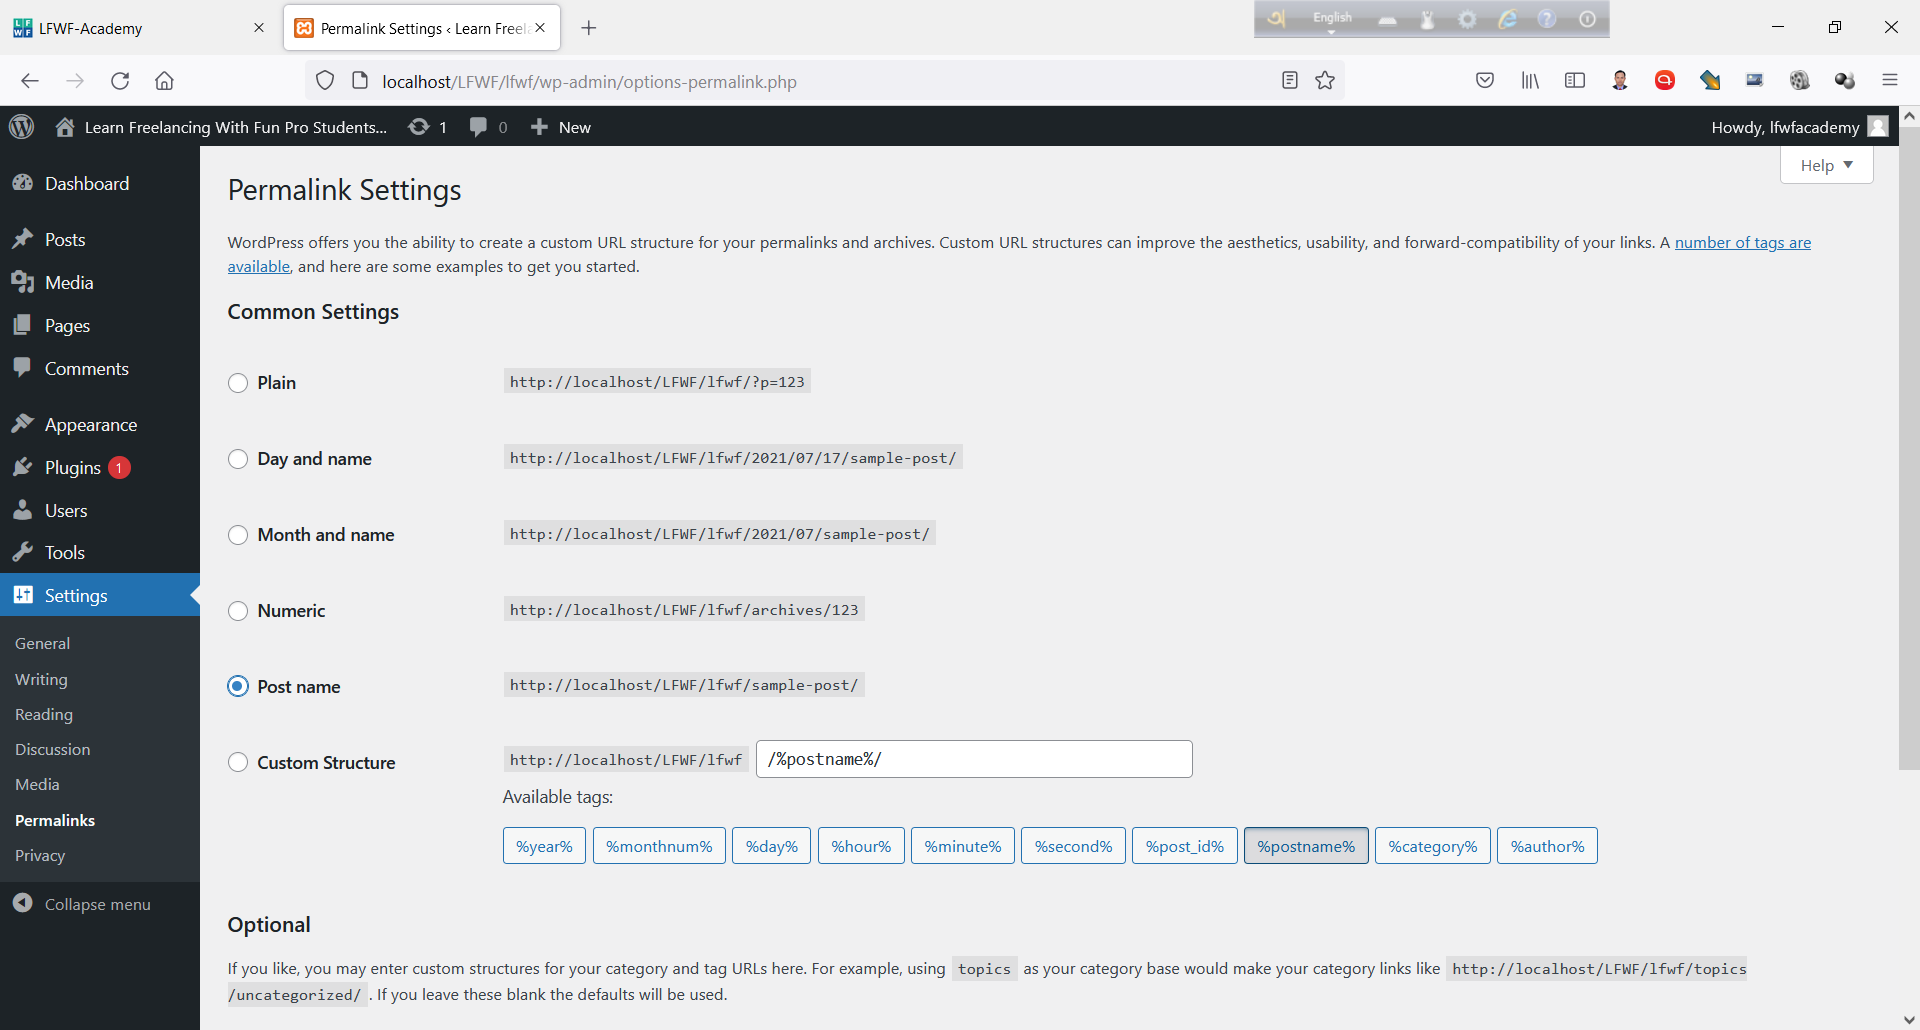 LFWF-Academy
Permalink Settings ‹ Learn Freela
English
localhost/LFWF/lfwf/wp-admin/options-permalink.php
Learn Freelancing With Fun Pro Students...
1
0
New
Howdy, lfwfacademy
Help
Dashboard
Posts
Media
Pages
Comments
Appearance
Plugins 1
Users
Tools
Settings
General
Writing
Reading
Discussion
Media
Permalinks
Privacy
Collapse menu
Permalink Settings
WordPress offers you the ability to create a custom URL structure for your permalinks and archives. Custom URL structures can improve the aesthetics, usability, and forward-compatibility of your links. A number of tags are
available, and here are some examples to get you started.
Common Settings
Plain http://localhost/LFWF/lfwf/?p=123
Day and name http://localhost/LFWF/lfwf/2021/07/17/sample-post/
Month and name http://localhost/LFWF/lfwf/2021/07/sample-post/
Numeric http://localhost/LFWF/lfwf/archives/123
Post name http://localhost/LFWF/lfwf/sample-post/
Custom Structure http://localhost/LFWF/lfwf /%postname%/
Available tags:
%year% %monthnum% %day% %hour% %minute% %second% %post_id% %postname% %category% %author%
Optional
If you like, you may enter custom structures for your category and tag URLs here. For example, using topics as your category base would make your category links like http://localhost/LFWF/lfwf/topics
/uncategorized/ . If you leave these blank the defaults will be used.